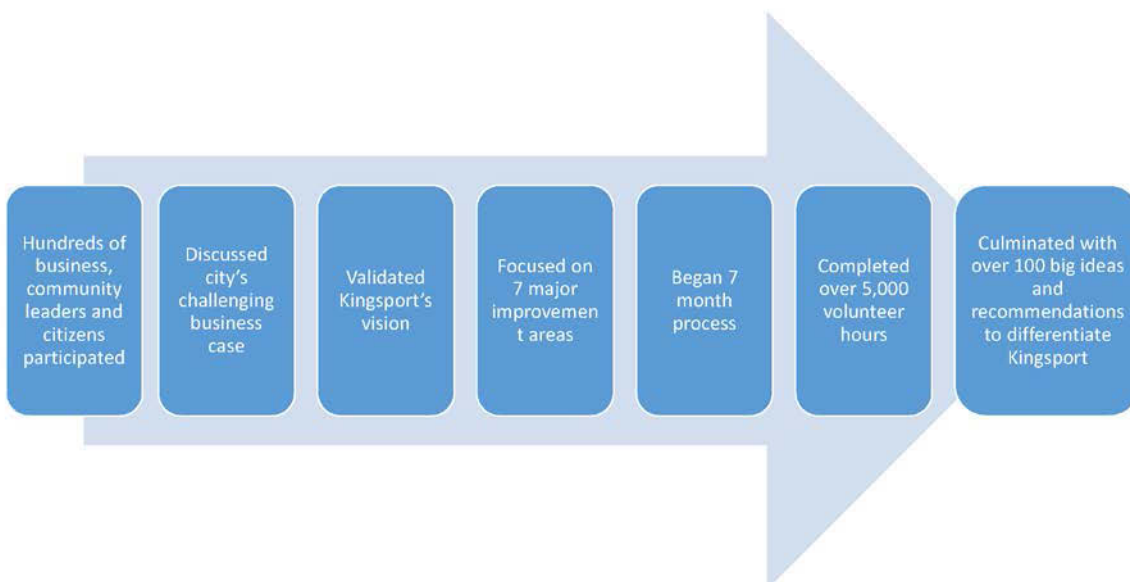 Hundreds of
business,
community
leaders and
citizens
participated
Discussed
city's
challenging
business
case
Validated
Kingsport's
vision
Focused on
7 major
improvemen
t areas
Began 7
month
process
Completed
over 5,000
volunteer
hours
Culminated with
over 100 big ideas
and
recommendations
to differentiate
Kingsport